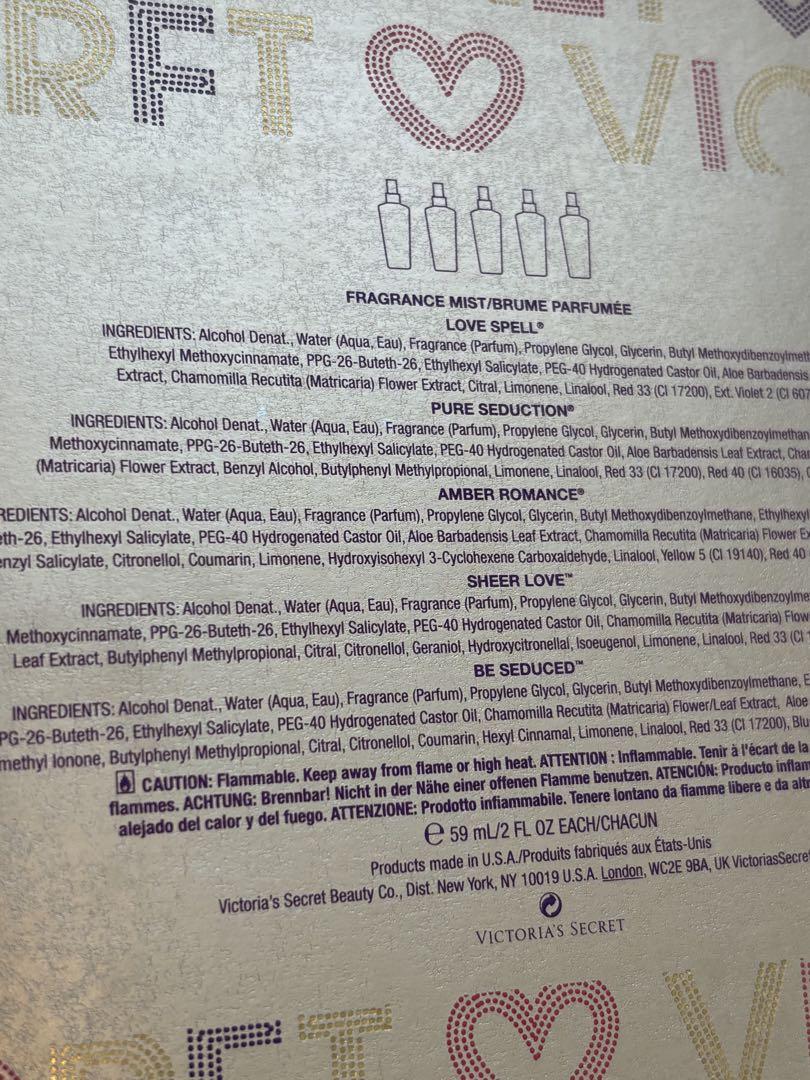 RET ♥ VIC
FRAGRANCE MIST/BRUME PARFUMÉE
LOVE SPELL®
INGREDIENTS: Alcohol Denat., Water (Aqua, Eau), Fragrance (Parfum), Propylene Glycol, Glycerin, Butyl
Ethylhexyl Methoxycinnamate, PPG-26-Buteth-26, Ethylhexyl Salicylate, PEG-40 Hydrogenated Castor Oil, Aloe Barbadensis
Extract, Chamomilla Recutita (Matricaria) Flower Extract, Citral, Limonene, Linalool, Red 33 (CI 17200), Ext. Violet 2 (CI
PURE SEDUCTION®
INGREDIENTS: Alcohol Denat., Water (Aqua, Eau), Fragrance (Parfum), Propylene Glycol, Glycerin, Butyl
Methoxycinnamate, PPG-26-Buteth-26, Ethylhexyl Salicylate, PEG-40 Hydrogenated Castor Oil, Aloe Barbadensis Leaf Extract,
(Matricaria) Flower Extract, Benzyl Alcohol, Butylphenyl Methylpropional, Limonene, Linalool, Red 33 (CI 17200), Red 40 (CI 16035),
AMBER ROMANCE®
REDIENTS: Alcohol Denat., Water (Aqua, Eau), Fragrance (Parfum), Propylene Glycol, Glycerin, Butyl Methoxydibenzoylmethane, Ethylhexyl
eth-26, Ethylhexyl Salicylate, PEG-40 Hydrogenated Castor Oil, Aloe Barbadensis Leaf Extract, Chamomilla Recutita (Matricaria) Flower
enzyl Salicylate, Citronellol, Coumarin, Limonene, Hydroxyisohexyl 3-Cyclohexene Carboxaldehyde, Linalool, Yellow 5 (CI 19140), Red 40
SHEER LOVE™
INGREDIENTS: Alcohol Denat., Water (Aqua, Eau), Fragrance (Parfum), Propylene Glycol, Glycerin, Butyl
Methoxycinnamate, PPG-26-Buteth-26, Ethylhexyl Salicylate, PEG-40 Hydrogenated Castor Oil, Chamomilla Recutita (Matricaria)
Leaf Extract, Butylphenyl Methylpropional, Citral, Citronellol, Geraniol, Hydroxycitronellal, Isoeugenol, Limonene, Linalool, Red 33 (CI
BE SEDUCED™
INGREDIENTS: Alcohol Denat., Water (Aqua, Eau), Fragrance (Parfum), Propylene Glycol, Glycerin, Butyl Methoxydibenzoylmethane,
PG-26-Buteth-26, Ethylhexyl Salicylate, PEG-40 Hydrogenated Castor Oil, Chamomilla Recutita (Matricaria) Flower/Leaf Extract, Aloe
methyl Ionone, Butylphenyl Methylpropional, Citral, Citronellol, Coumarin, Hexyl Cinnamal, Limonene, Linalool, Red 33 (CI 17200),
CAUTION: Flammable. Keep away from flame or high heat. ATTENTION : Inflammable. Tenir à l'écart de la
flammes. ACHTUNG: Brennbar! Nicht in der Nähe einer offenen Flamme benutzen. ATENCIÓN: Producto
alejado del calor y del fuego. ATTENZIONE: Prodotto infiammabile. Tenere lontano da fiamme libere e da
℮ 59 mL/2 FL OZ EACH/CHACUN
Products made in U.S.A./Produits fabriqués aux États-Unis
Victoria's Secret Beauty Co., Dist. New York, NY 10019 U.S.A. London, WC2E 9BA, UK
VICTORIA'S SECRET